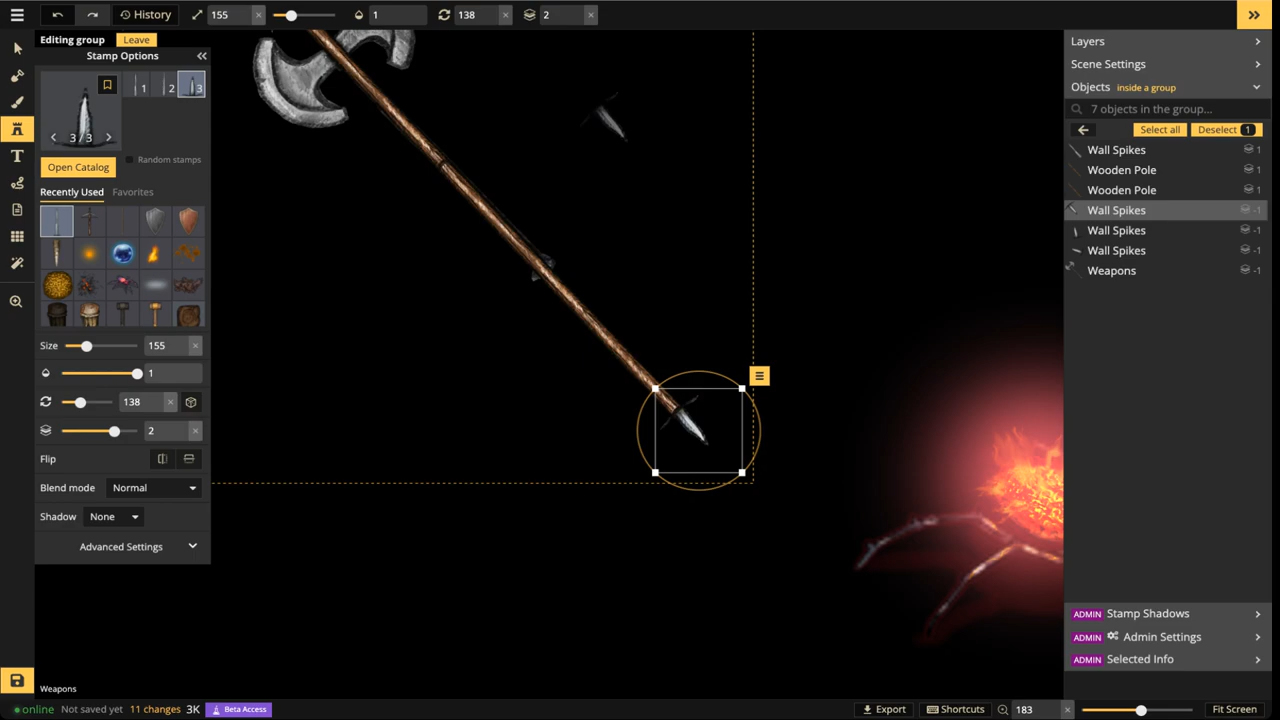 History
155
1
138
2
Editing group
Leave
Stamp Options
1
2
3
3 / 3
Open Catalog
Random stamps
Recently Used
Favorites
Size
155
1
138
2
Flip
Blend mode
Normal
Shadow
None
Advanced Settings
Weapons
online
Not saved yet
11 changes
3K
Beta Access
Export
Shortcuts
183
Fit Screen
Layers
Scene Settings
Objects inside a group
7 objects in the group...
Select all
Deselect 1
Wall Spikes 1
Wooden Pole 1
Wooden Pole 1
Wall Spikes -1
Wall Spikes -1
Wall Spikes -1
Weapons -1
ADMIN Stamp Shadows
ADMIN Admin Settings
ADMIN Selected Info